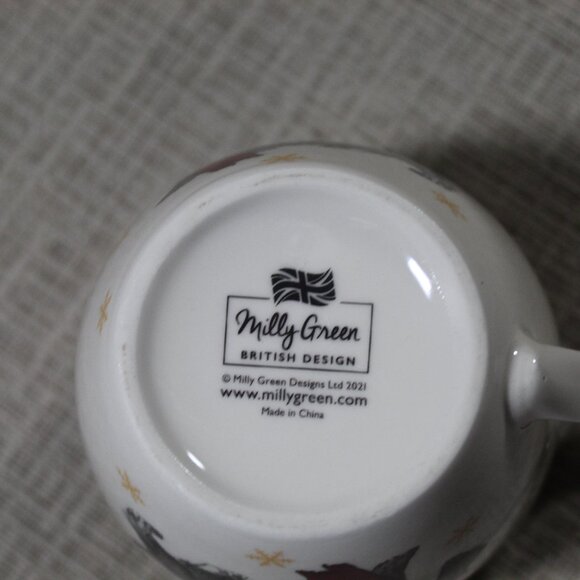 Milly Green
BRITISH DESIGN
© Milly Green Designs Ltd 2021
www.millygreen.com
Made in China